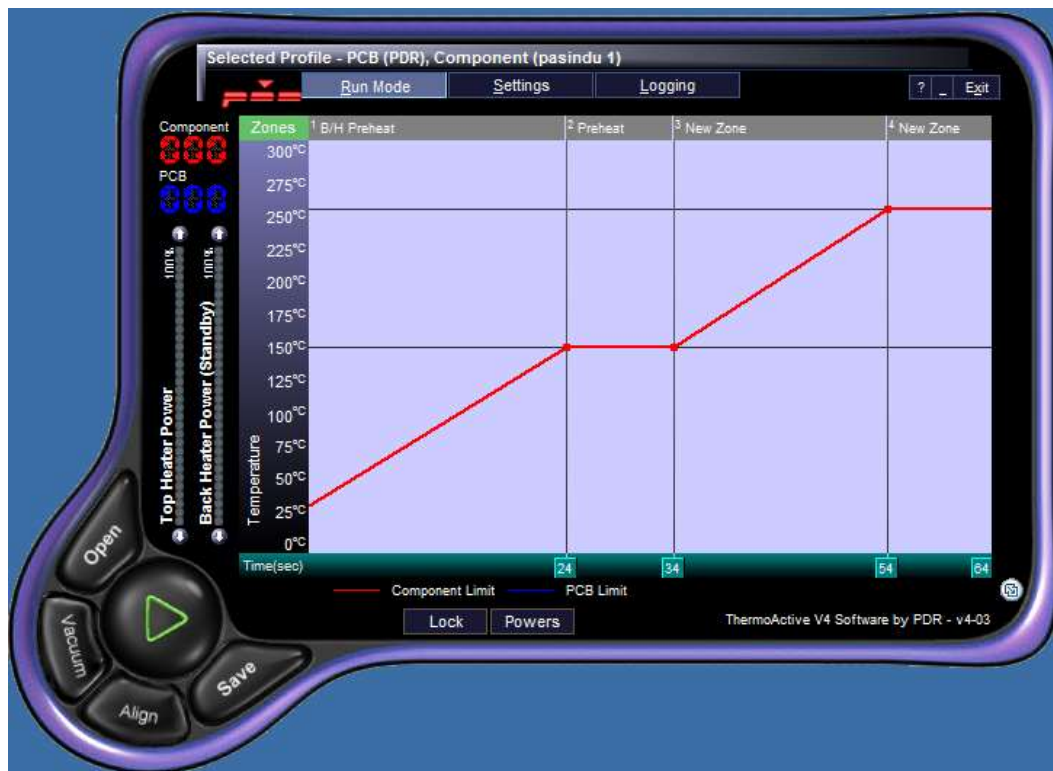 Selected Profile - PCB (PDR), Component (pasindu 1)
Run Mode Settings Logging ? _ Exit
Component Zones 1 B/H Preheat 2 Preheat 3 New Zone 4 New Zone
PCB
300°C
275°C
250°C
225°C
200°C
175°C
150°C
125°C
100°C
75°C
50°C
25°C
0°C
Temperature
100%
Top Heater Power
100%
Back Heater Power (Standby)
Time(sec) 24 34 54 64
Component Limit PCB Limit
Lock Powers ThermoActive V4 Software by PDR - v4-03
Open
Vacuum
Align
Save